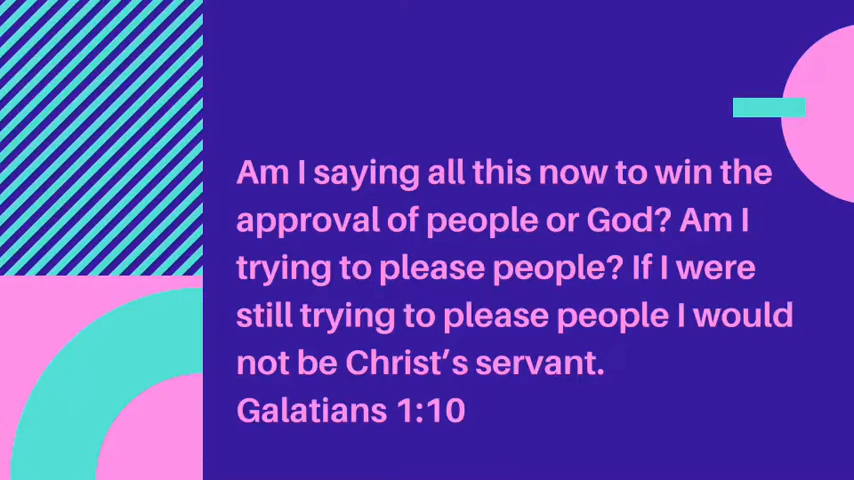 Am I saying all this now to win the
approval of people or God? Am I
trying to please people? If I were
still trying to please people I would
not be Christ’s servant.
Galatians 1:10